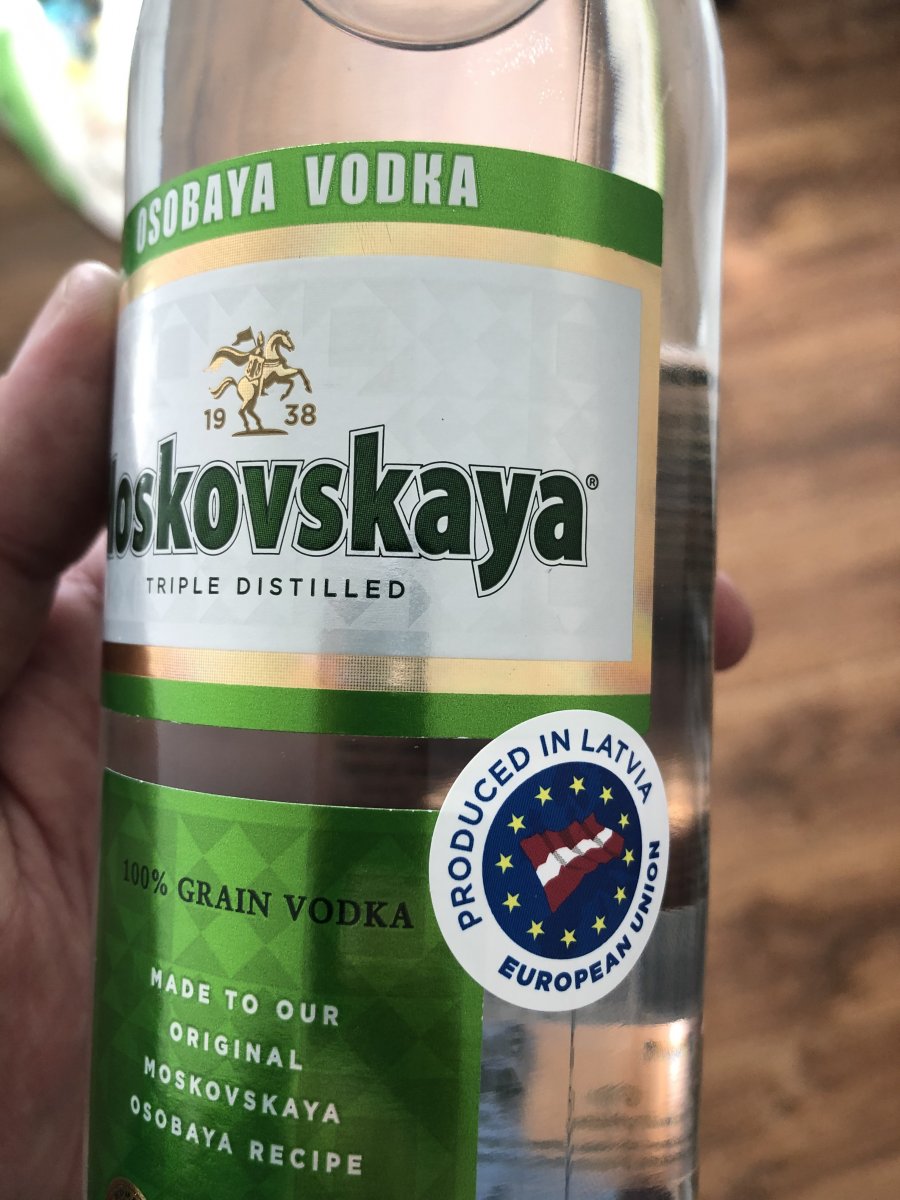 OSOBAYA VODKA
19 38
Moskovskaya®
TRIPLE DISTILLED
PRODUCED IN LATVIA
EUROPEAN UNION
100% GRAIN VODKA
MADE TO OUR
ORIGINAL
MOSKOVSKAYA
OSOBAYA RECIPE